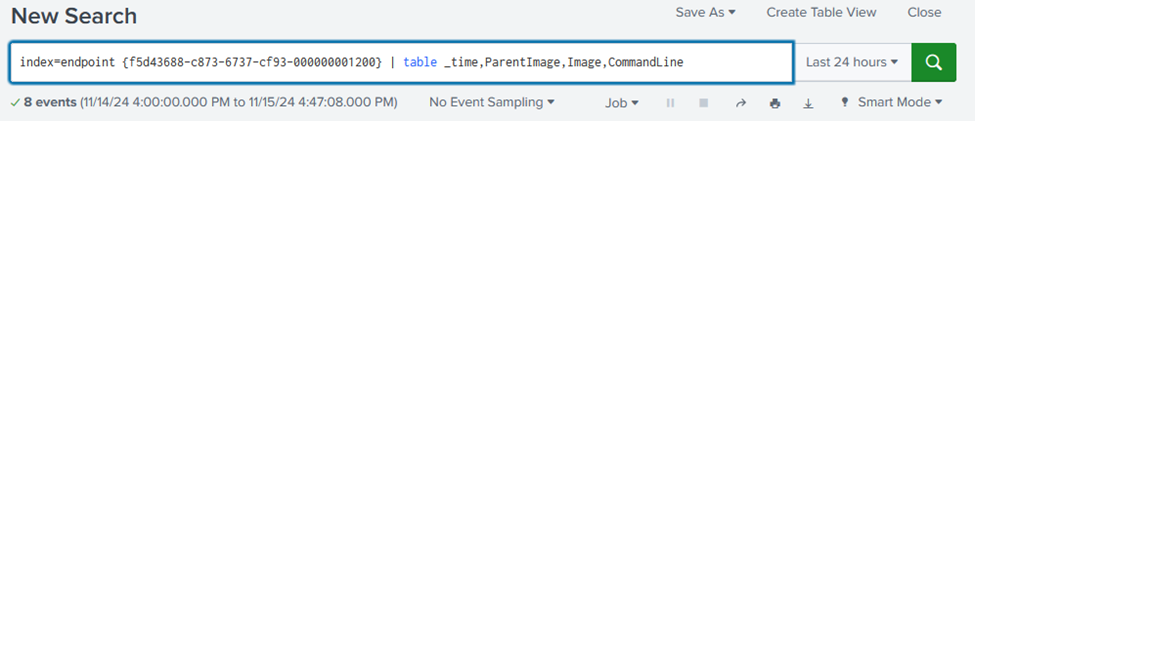 New Search
Save As Create Table View Close
index=endpoint {f5d43688-c873-6737-cf93-000000001200} | table _time,ParentImage,Image,CommandLine
Last 24 hours
8 events (11/14/24 4:00:00.000 PM to 11/15/24 4:47:08.000 PM) No Event Sampling Job Smart Mode